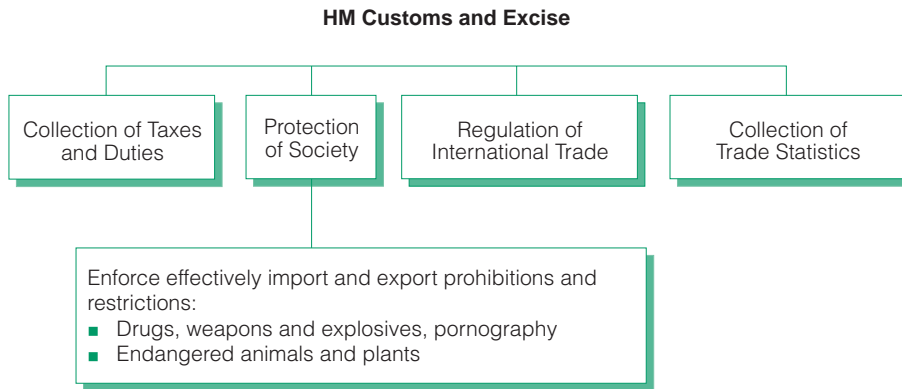 HM Customs and Excise
Collection of Taxes
and Duties
Protection
of Society
Regulation of
International Trade
Collection of
Trade Statistics
Enforce effectively import and export prohibitions and
restrictions:
■ Drugs, weapons and explosives, pornography
■ Endangered animals and plants